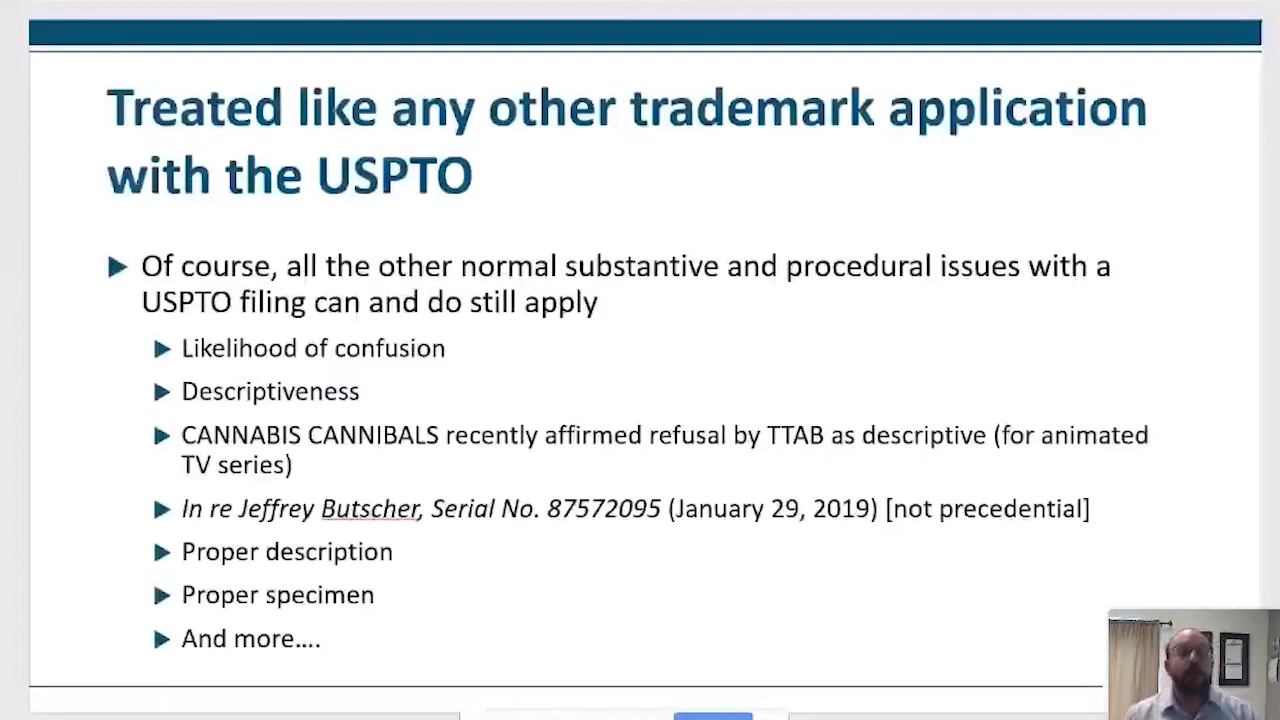 Treated like any other trademark application
with the USPTO
Of course, all the other normal substantive and procedural issues with a
USPTO filing can and do still apply
Likelihood of confusion
Descriptiveness
CANNABIS CANNIBALS recently affirmed refusal by TTAB as descriptive (for animated
TV series)
In re Jeffrey Butscher, Serial No. 87572095 (January 29, 2019) [not precedential]
Proper description
Proper specimen
And more....